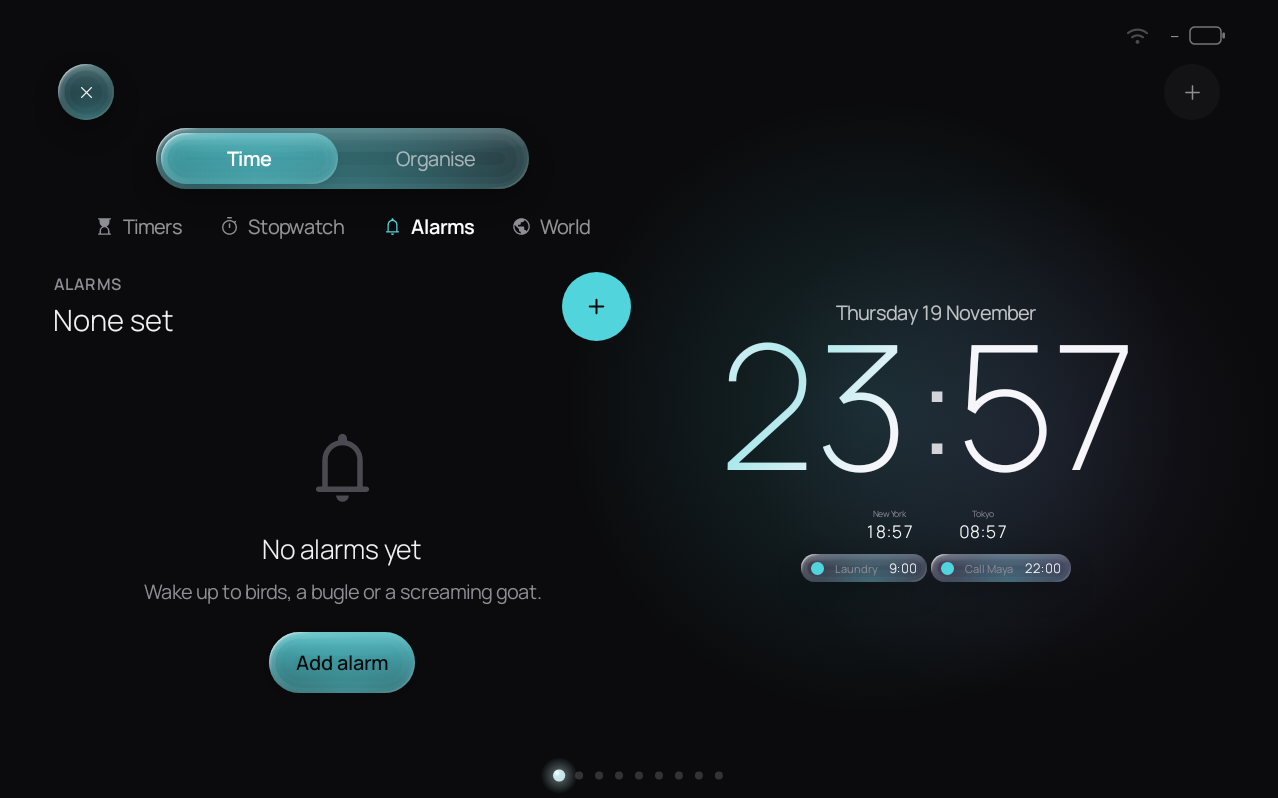 –
Time Organise
Timers Stopwatch Alarms World
ALARMS
None set
No alarms yet
Wake up to birds, a bugle or a screaming goat.
Add alarm
Thursday 19 November
23:57
New York Tokyo
18:57 08:57
Laundry 9:00 Call Maya 22:00